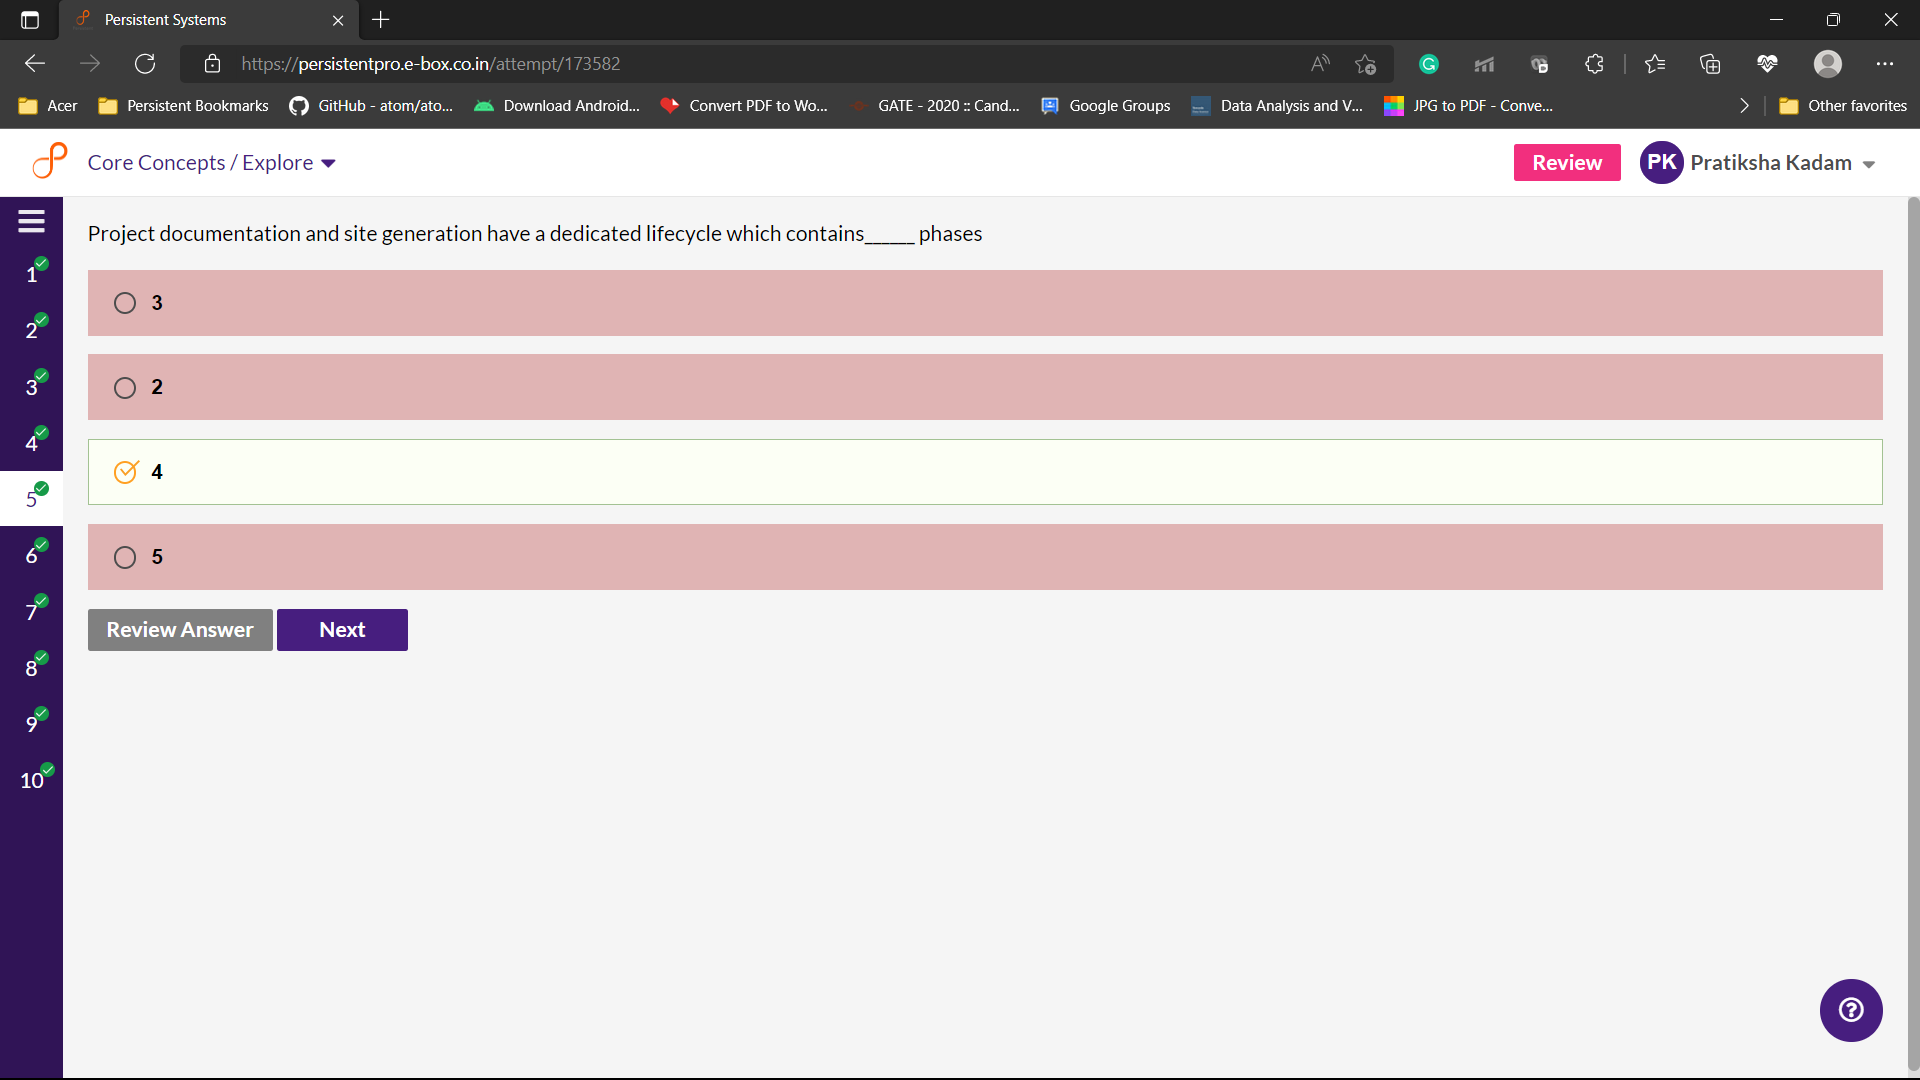 Persistent Systems
https://persistentpro.e-box.co.in/attempt/173582
Acer
Persistent Bookmarks
GitHub - atom/ato...
Download Android...
Convert PDF to Wo...
GATE - 2020 :: Cand...
Google Groups
Data Analysis and V...
JPG to PDF - Conve...
Other favorites
Core Concepts / Explore
Review
PK Pratiksha Kadam
Project documentation and site generation have a dedicated lifecycle which contains______ phases
3
2
4
5
Review Answer
Next
1
2
3
4
5
6
7
8
9
10